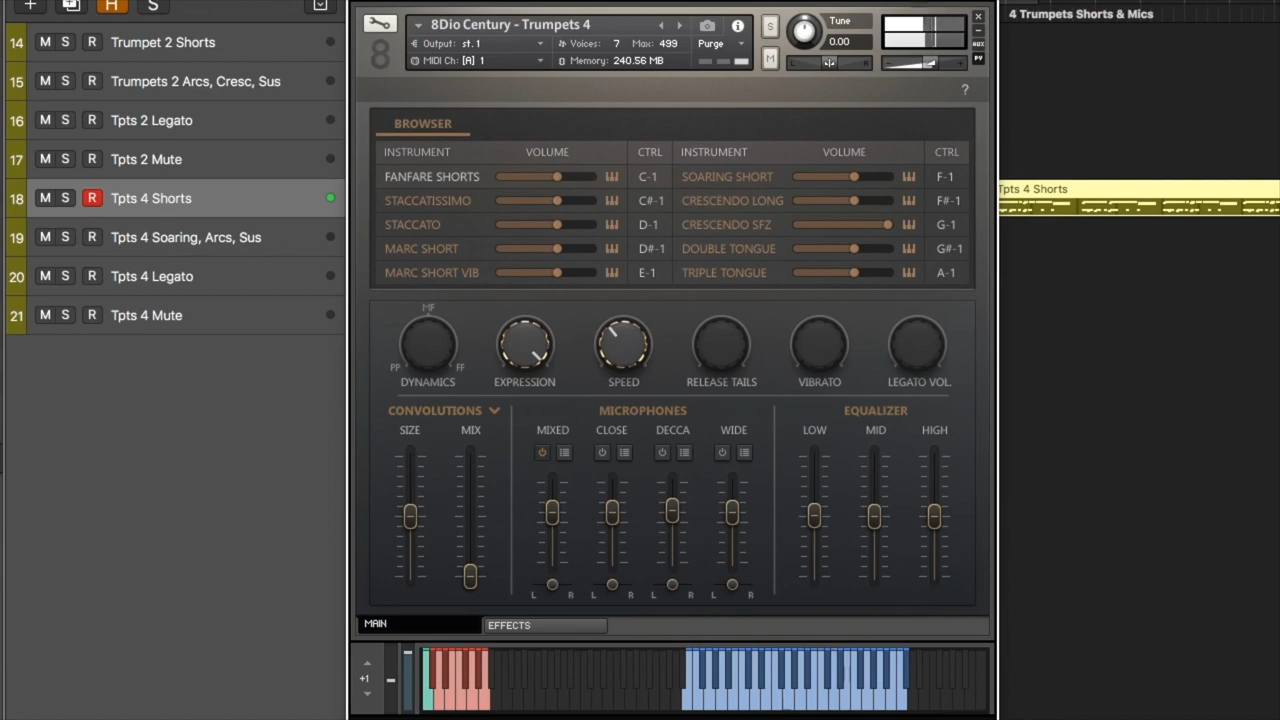 H S
14 M S R Trumpet 2 Shorts
15 M S R Trumpets 2 Arcs, Cresc, Sus
16 M S R Tpts 2 Legato
17 M S R Tpts 2 Mute
18 M S R Tpts 4 Shorts
19 M S R Tpts 4 Soaring, Arcs, Sus
20 M S R Tpts 4 Legato
21 M S R Tpts 4 Mute
8
8Dio Century - Trumpets 4
Output: st.1 Voices: 7 Max: 499 Purge
MIDI Ch: [A] 1 Memory: 240.56 MB
S
M
Tune
0.00
L R
AUX
PV
?
BROWSER
INSTRUMENT VOLUME CTRL INSTRUMENT VOLUME CTRL
FANFARE SHORTS C-1 SOARING SHORT F-1
STACCATISSIMO C#-1 CRESCENDO LONG F#-1
STACCATO D-1 CRESCENDO SFZ G-1
MARC SHORT D#-1 DOUBLE TONGUE G#-1
MARC SHORT VIB E-1 TRIPLE TONGUE A-1
MF
PP FF
DYNAMICS EXPRESSION SPEED RELEASE TAILS VIBRATO LEGATO VOL.
CONVOLUTIONS MICROPHONES EQUALIZER
SIZE MIX MIXED CLOSE DECCA WIDE LOW MID HIGH
L R L R L R L R
MAIN EFFECTS
+1
4 Trumpets Shorts & Mics
Tpts 4 Shorts